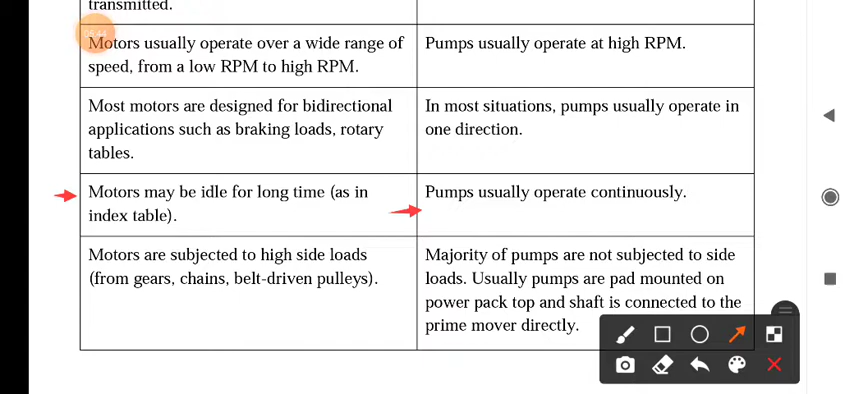 transmitted.
05:44
Motors usually operate over a wide range of
speed, from a low RPM to high RPM.
Pumps usually operate at high RPM.
Most motors are designed for bidirectional
applications such as braking loads, rotary
tables.
In most situations, pumps usually operate in
one direction.
Motors may be idle for long time (as in
index table).
Pumps usually operate continuously.
Motors are subjected to high side loads
(from gears, chains, belt-driven pulleys).
Majority of pumps are not subjected to side
loads. Usually pumps are pad mounted on
power pack top and shaft is connected to the
prime mover directly.